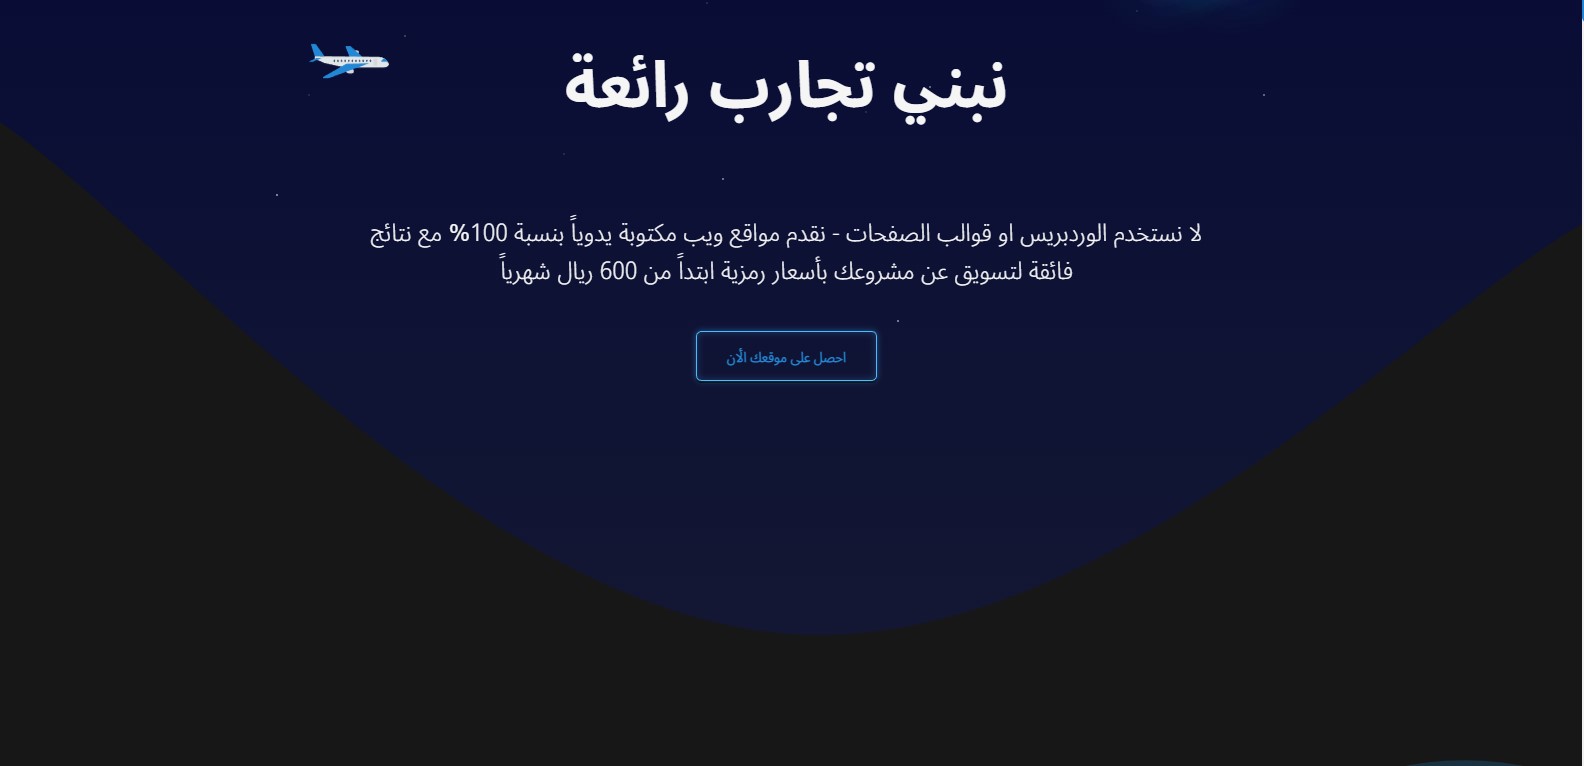 نبني تجارب رائعة
لا نستخدم الوردبريس او قوالب الصفحات - نقدم مواقع ويب مكتوبة يدوياً بنسبة 100% مع نتائج
فائقة لتسويق عن مشروعك بأسعار رمزية ابتداً من 600 ريال شهرياً
احصل على موقعك الأن